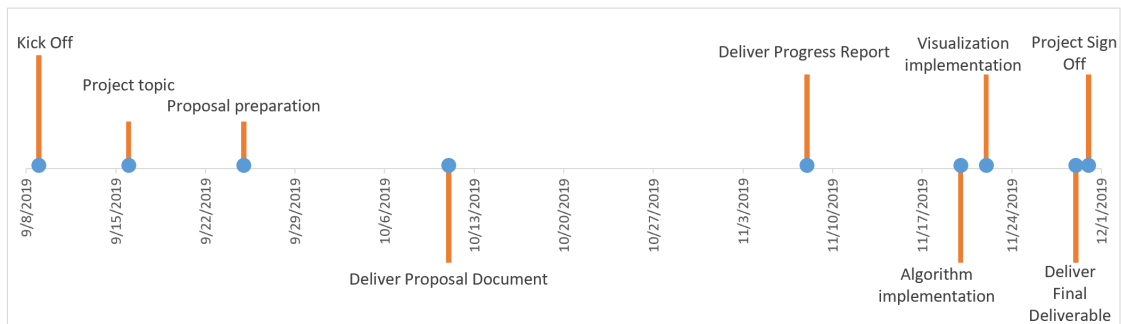 Kick Off
Project topic
Proposal preparation
Deliver Progress Report
Visualization
implementation
Project Sign
Off
9/8/2019
9/15/2019
9/22/2019
9/29/2019
10/6/2019
10/13/2019
10/20/2019
10/27/2019
11/3/2019
11/10/2019
11/17/2019
11/24/2019
12/1/2019
Deliver Proposal Document
Algorithm
implementation
Deliver
Final
Deliverable